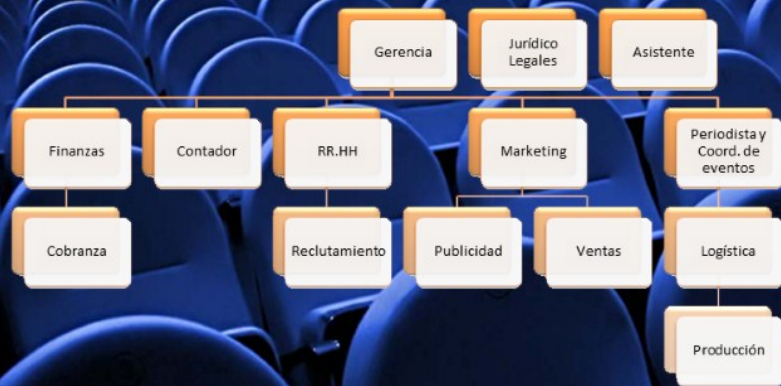 Gerencia
Jurídico
Legales
Asistente
Finanzas
Contador
RR.HH
Marketing
Periodista y
Coord. de
eventos
Cobranza
Reclutamiento
Publicidad
Ventas
Logística
Producción